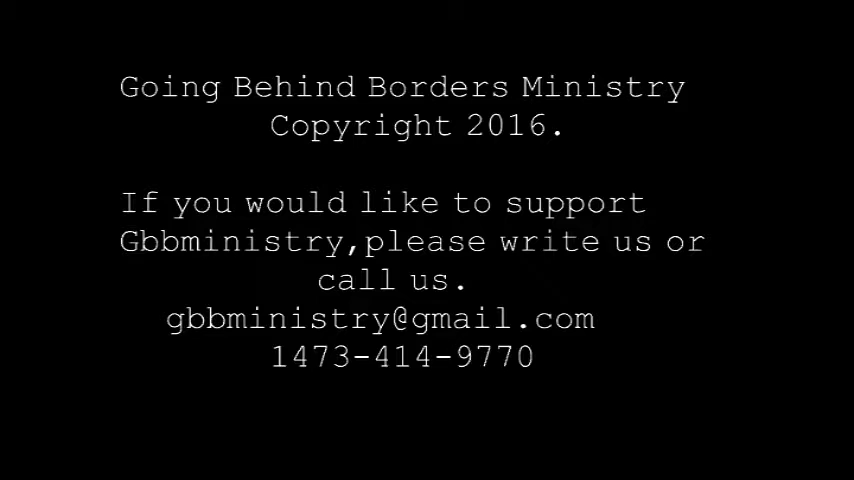 Going Behind Borders Ministry
Copyright 2016.
If you would like to support
Gbbministry,please write us or
call us.
gbbministry@gmail.com
1473-414-9770